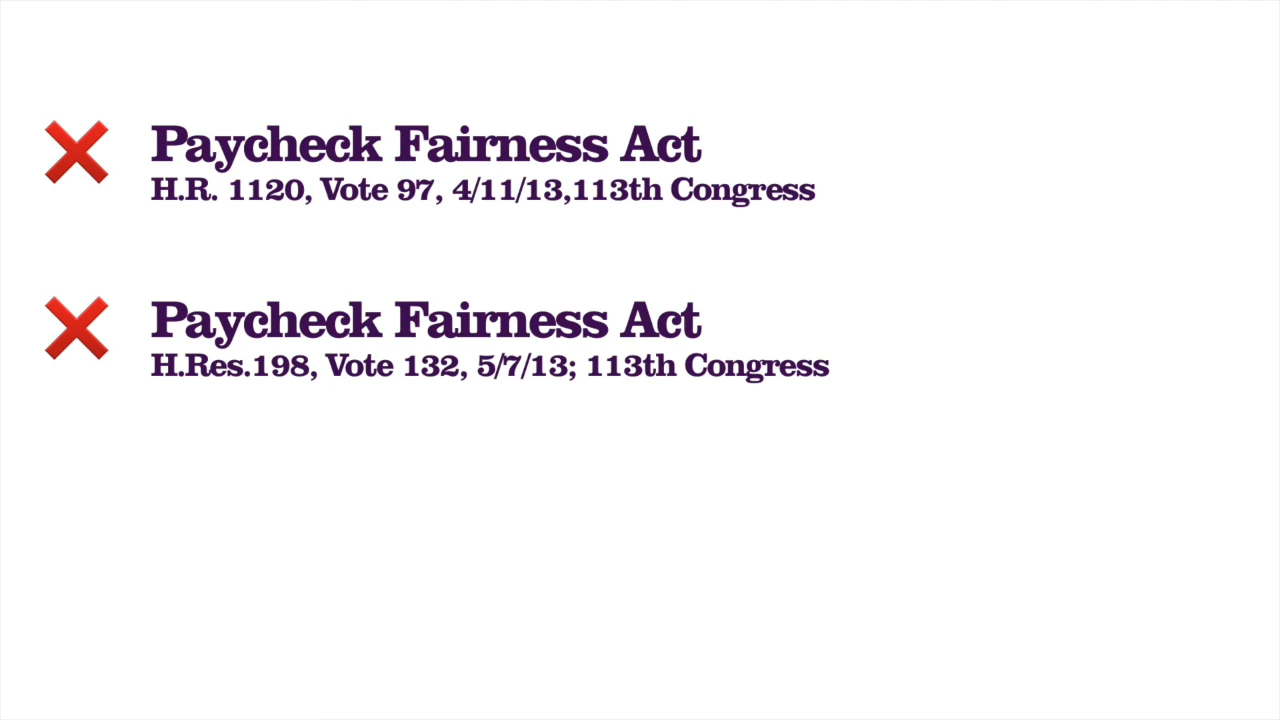 Paycheck Fairness Act
H.R. 1120, Vote 97, 4/11/13,113th Congress
Paycheck Fairness Act
H.Res.198, Vote 132, 5/7/13; 113th Congress